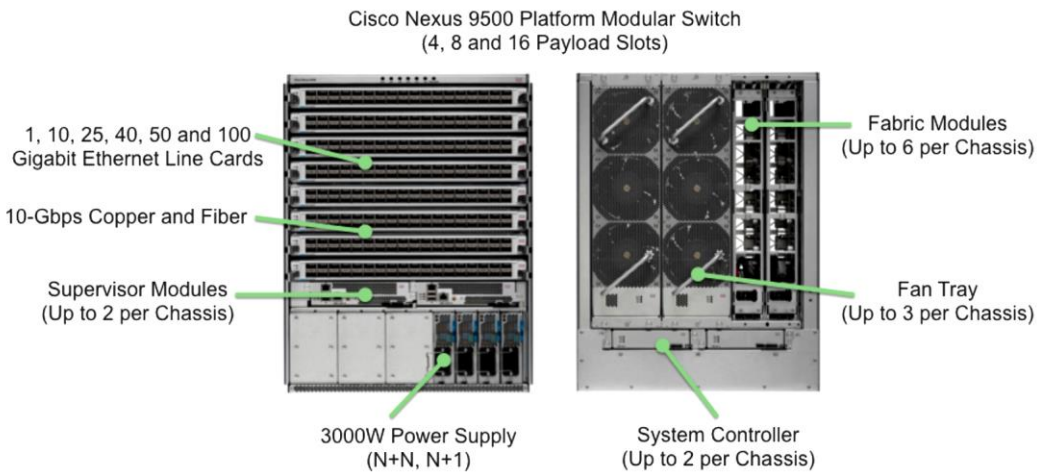 Cisco Nexus 9500 Platform Modular Switch
(4, 8 and 16 Payload Slots)
1, 10, 25, 40, 50 and 100
Gigabit Ethernet Line Cards
10-Gbps Copper and Fiber
Supervisor Modules
(Up to 2 per Chassis)
3000W Power Supply
(N+N, N+1)
Fabric Modules
(Up to 6 per Chassis)
Fan Tray
(Up to 3 per Chassis)
System Controller
(Up to 2 per Chassis)